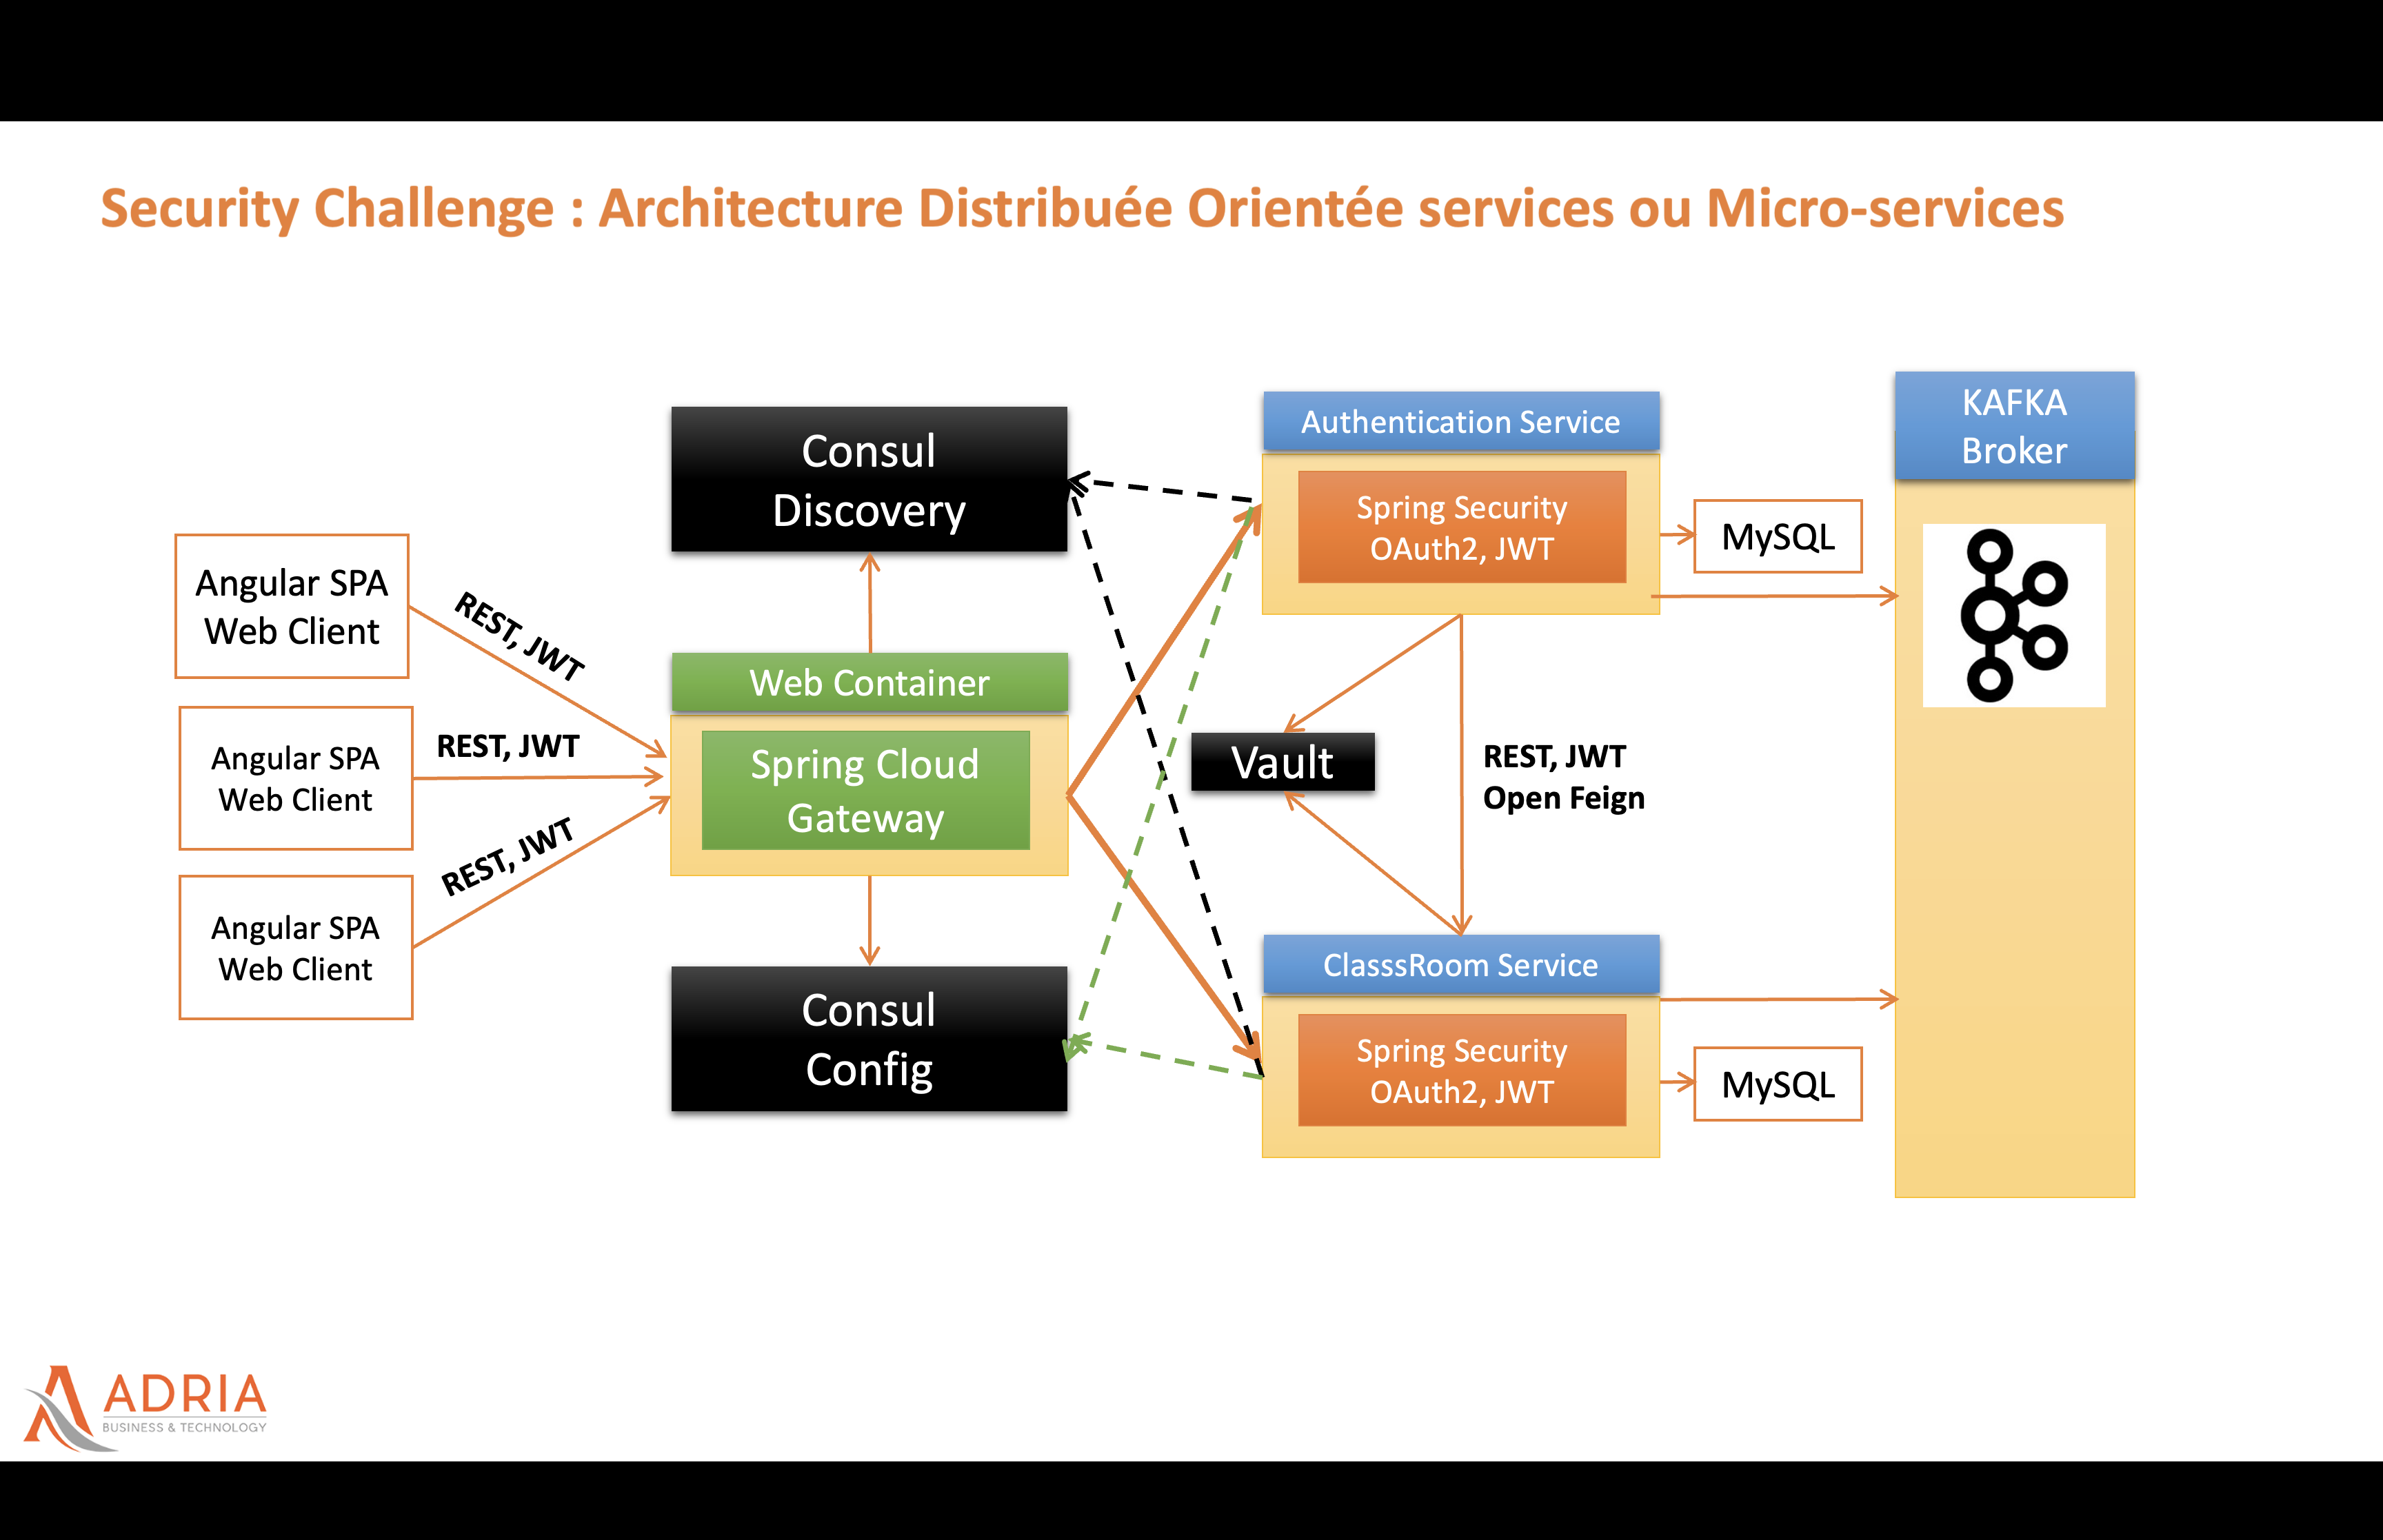 Security Challenge : Architecture Distribuée Orientée services ou Micro-services
Angular SPA
Web Client
Angular SPA
Web Client
Angular SPA
Web Client
REST, JWT
REST, JWT
REST, JWT
Consul
Discovery
Web Container
Spring Cloud
Gateway
Consul
Config
Authentication Service
Spring Security
OAuth2, JWT
MySQL
Vault
REST, JWT
Open Feign
ClasssRoom Service
Spring Security
OAuth2, JWT
MySQL
KAFKA
Broker
ADRIA
BUSINESS & TECHNOLOGY